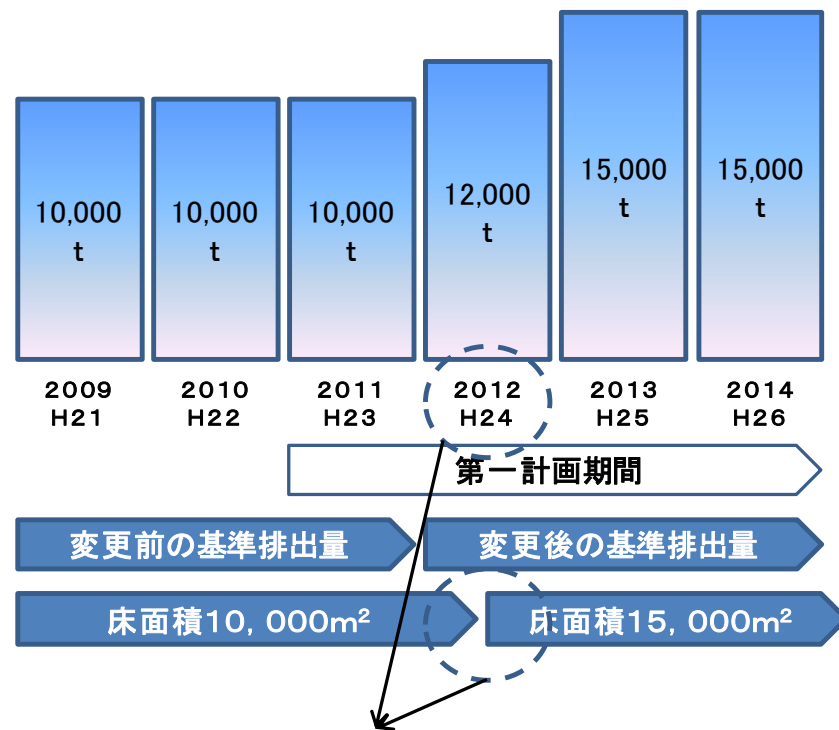 10,000
t
10,000
t
10,000
t
12,000
t
15,000
t
15,000
t
2009
H21
2010
H22
2011
H23
2012
H24
2013
H25
2014
H26
第一計画期間
変更前の基準排出量
変更後の基準排出量
床面積10,000m²
床面積15,000m²